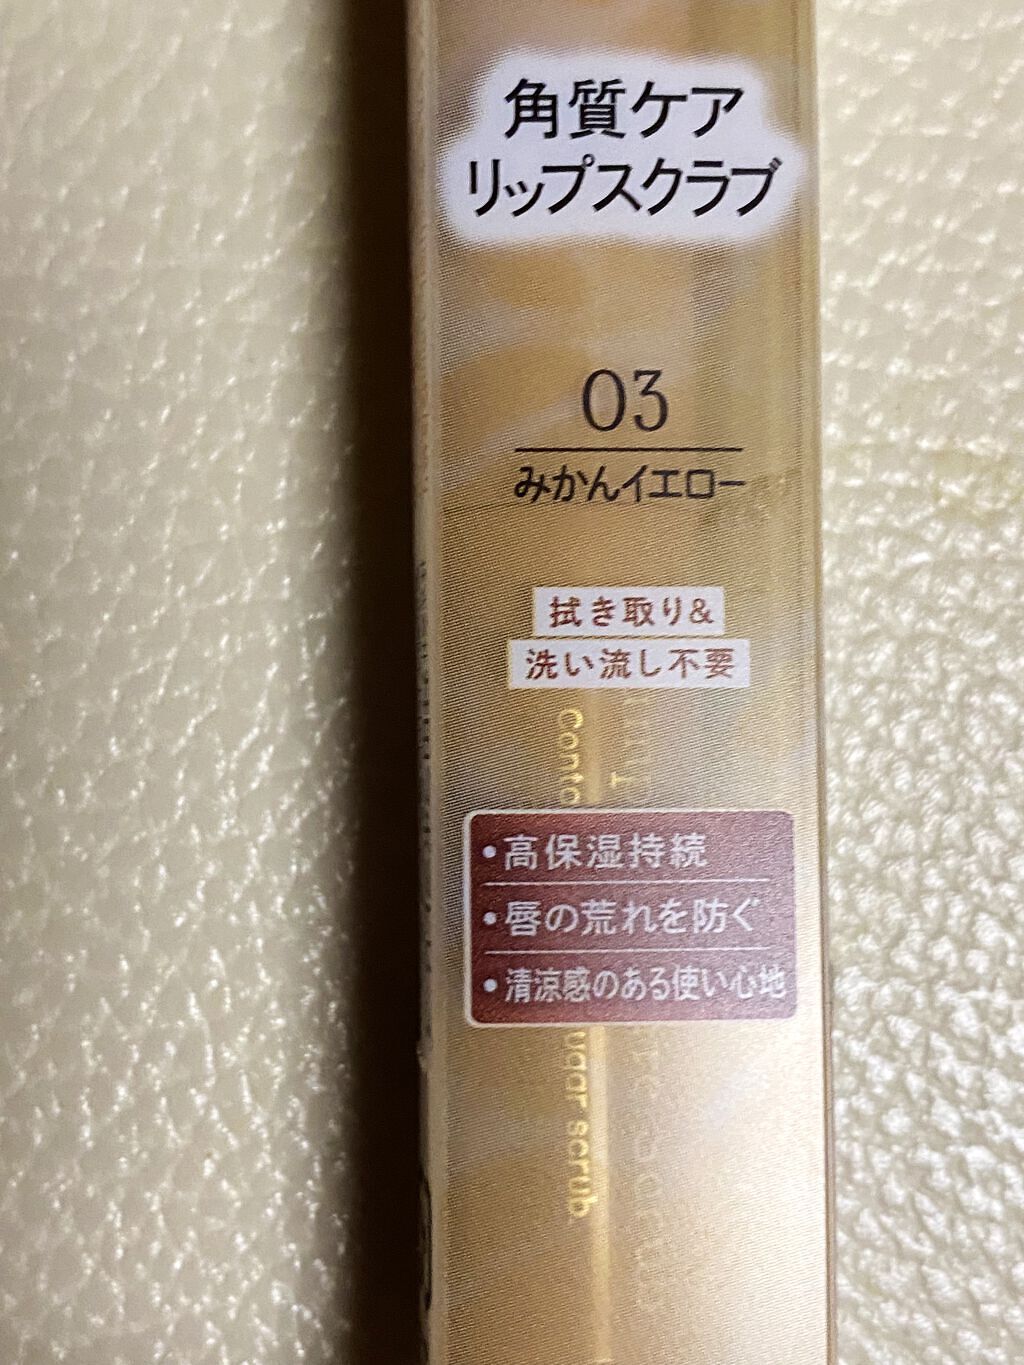 角質ケア
リップスクラブ
03
みかんイエロー
拭き取り&
洗い流し不要
•高保湿持続
•唇の荒れを防ぐ
•清涼感のある使い心地
scrub